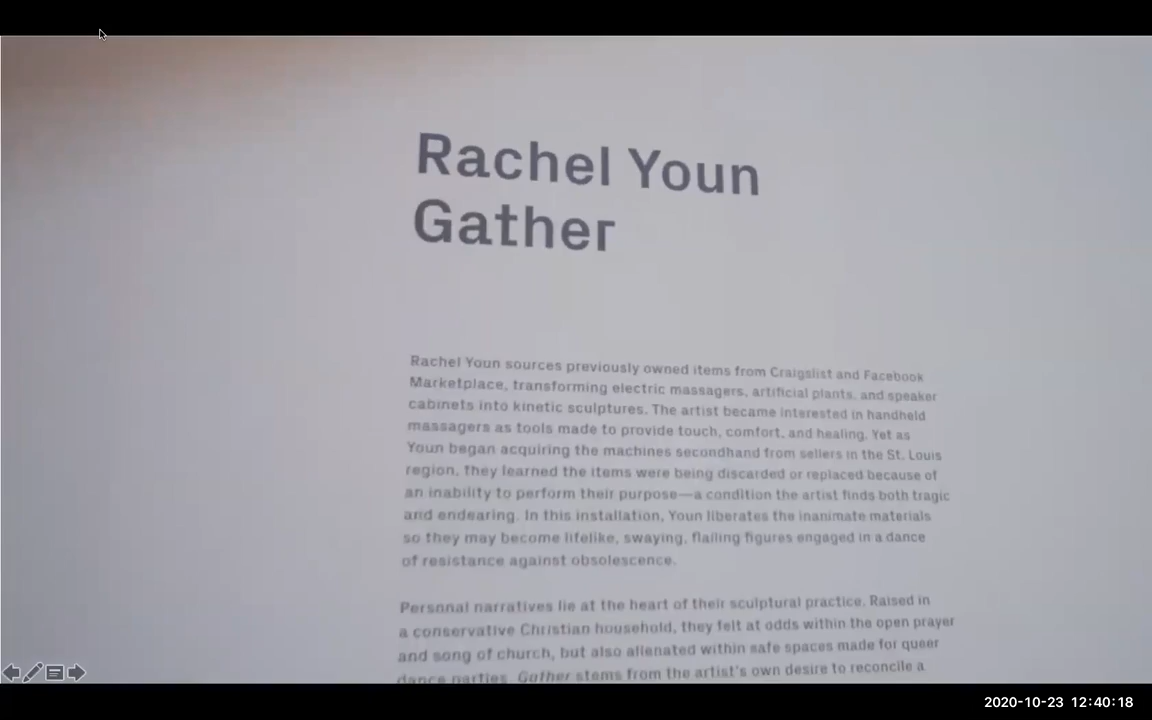 Rachel Youn
Gather
Rachel Youn sources previously owned items from Craigslist and Facebook
Marketplace, transforming electric massagers, artificial plants, and speaker
cabinets into kinetic sculptures. The artist became interested in handheld
massagers as tools made to provide touch, comfort, and healing. Yet as
Youn began acquiring the machines secondhand from sellers in the St. Louis
region, they learned the items were being discarded or replaced because of
an inability to perform their purpose—a condition the artist finds both tragic
and endearing. In this installation, Youn liberates the inanimate materials
so they may become lifelike, swaying, flailing figures engaged in a dance
of resistance against obsolescence.
Personal narratives lie at the heart of their sculptural practice. Raised in
a conservative Christian household, they felt at odds within the open prayer
and song of church, but also alienated within safe spaces made for queer
dance parties. Gather stems from the artist's own desire to reconcile a
2020-10-23 12:40:18